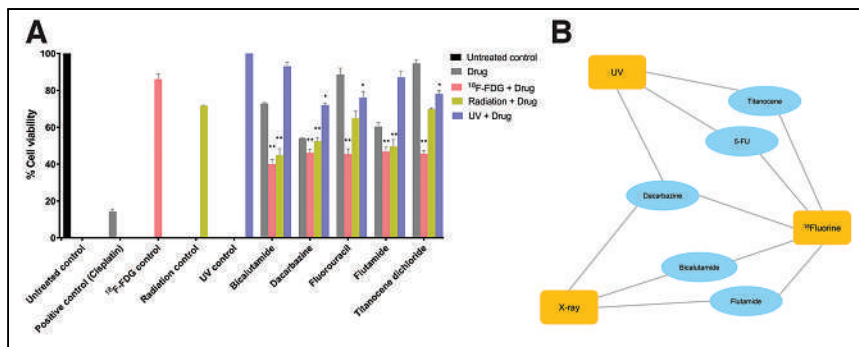 A
% Cell viability
100
80
60
40
20
0
** **
** **
*
**
*
** **
**
*
Untreated control
Positive control (Cisplatin)
¹⁸F-FDG control
Radiation control
UV control
Bicalutamide
Dacarbazine
Fluorouracil
Flutamide
Titanocene dichloride
Untreated control
Drug
¹⁸F-FDG + Drug
Radiation + Drug
UV + Drug
B
UV
Titanocene
5-FU
Dacarbazine
¹⁸Fluorine
Bicalutamide
X-ray
Flutamide